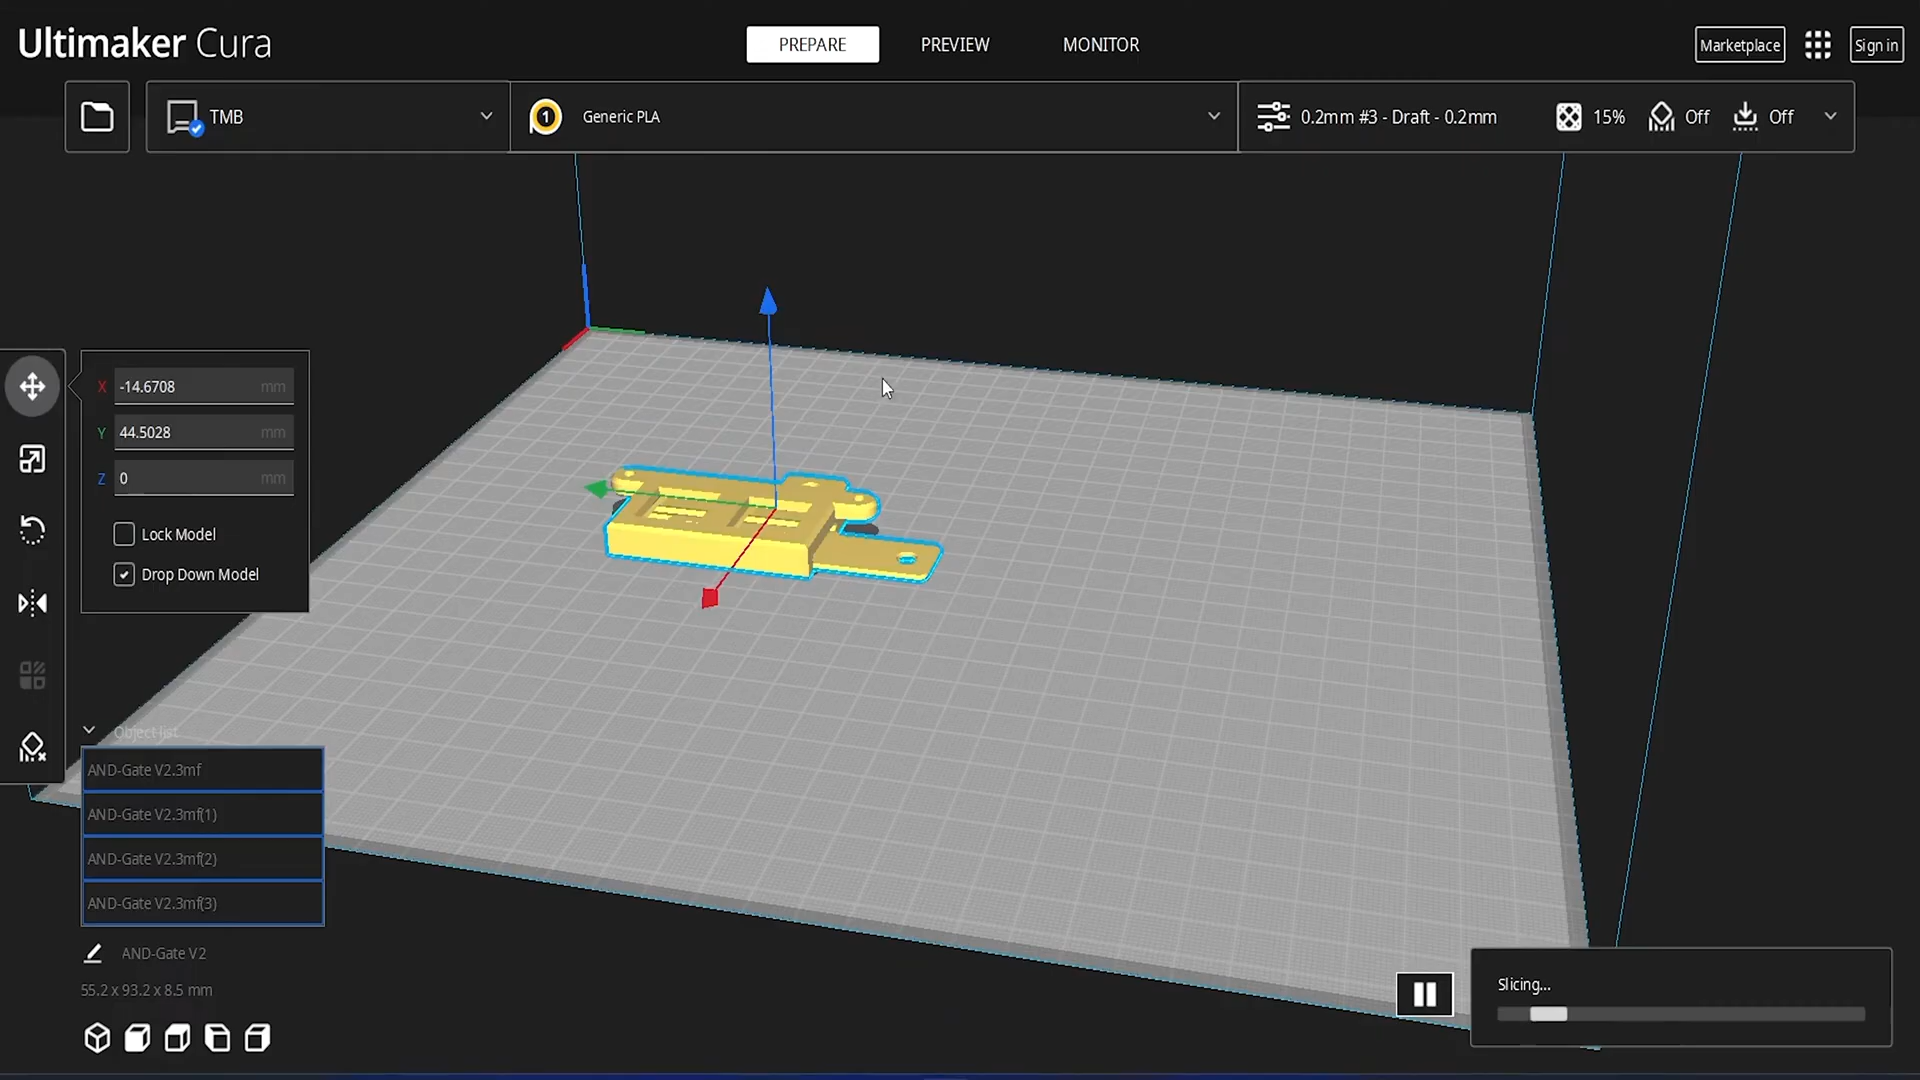 Ultimaker Cura
PREPARE
PREVIEW
MONITOR
Marketplace
Sign in
TMB
1
Generic PLA
0.2mm #3 - Draft - 0.2mm
15%
Off
Off
X -14.6708 mm
Y 44.5028 mm
Z 0 mm
Lock Model
Drop Down Model
Object list
AND-Gate V2.3mf
AND-Gate V2.3mf(1)
AND-Gate V2.3mf(2)
AND-Gate V2.3mf(3)
AND-Gate V2
55.2 x 93.2 x 8.5 mm
Slicing...